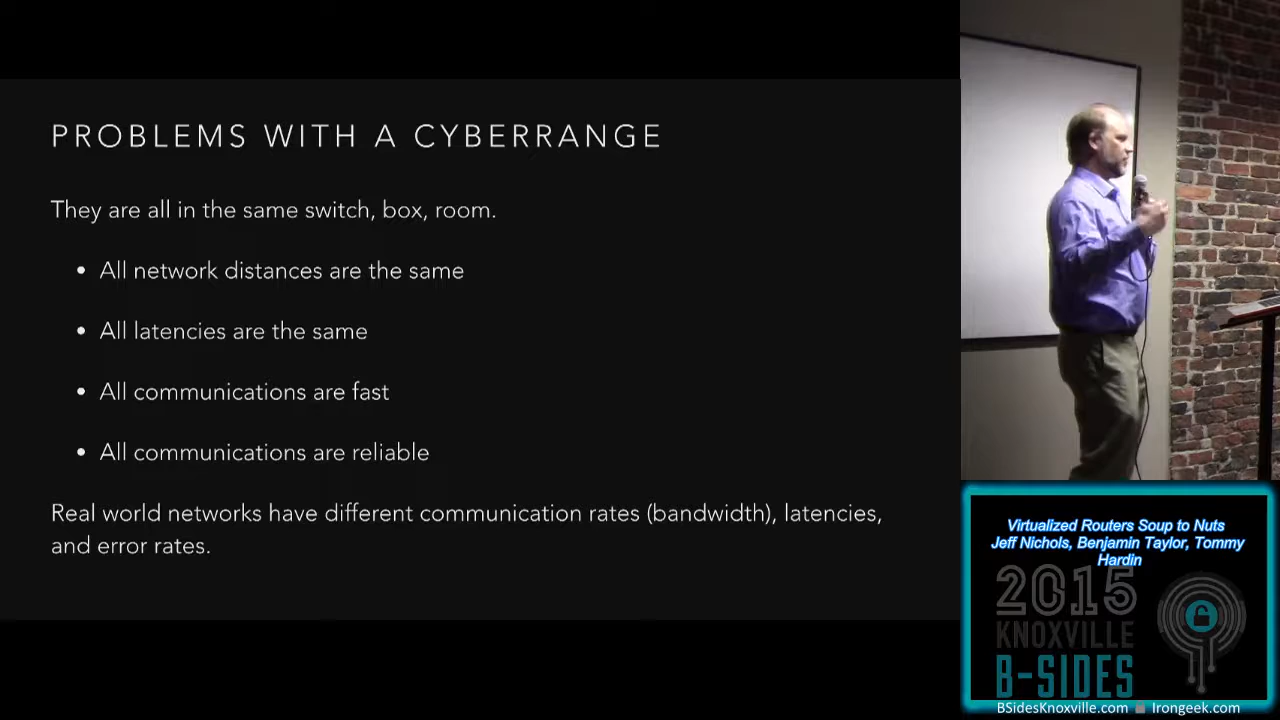 PROBLEMS WITH A CYBERRANGE
They are all in the same switch, box, room.
• All network distances are the same
• All latencies are the same
• All communications are fast
• All communications are reliable
Real world networks have different communication rates (bandwidth), latencies,
and error rates.
Virtualized Routers Soup to Nuts
Jeff Nichols, Benjamin Taylor, Tommy
Hardin
2015
KNOXVILLE
B-SIDES
BSidesKnoxville.com Irongeek.com